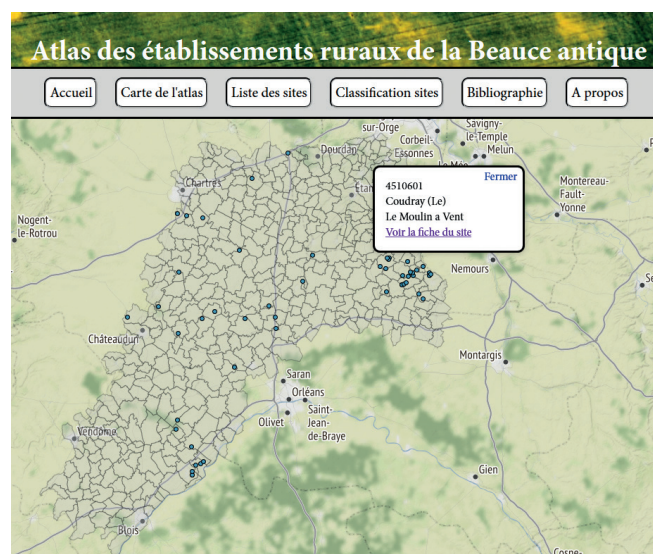 Atlas des établissements ruraux de la Beauce antique
Accueil
Carte de l'atlas
Liste des sites
Classification sites
Bibliographie
A propos
sur-Orge
Corbeil-
Essonnes
Savigny-
le-Temple
Melun
Dourdan
Chartres
Nogent-
le-Rotrou
Fermer
4510601
Coudray (Le)
Le Moulin a Vent
Voir la fiche du site
Montereau-
Fault-
Yonne
Nemours
Châteaudun
Montargis
Saran
Orléans
Olivet
Saint-
Jean-
de-Braye
Vendôme
Gien
Blois
Cosne-